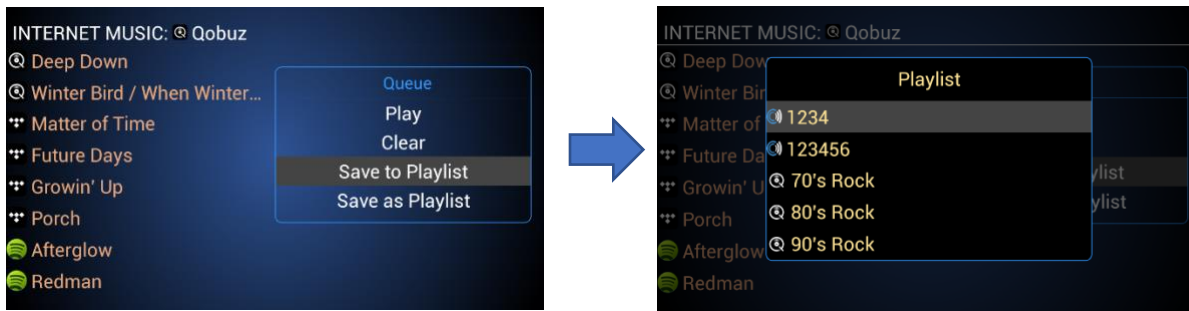 INTERNET MUSIC: Qobuz
Deep Down
Winter Bird / When Winter...
Matter of Time
Future Days
Growin' Up
Porch
Afterglow
Redman
Queue
Play
Clear
Save to Playlist
Save as Playlist
INTERNET MUSIC: Qobuz
Deep Dow
Winter Bir
Matter of
Future Da
Growin' U
Porch
Afterglow
Redman
Playlist
1234
123456
70's Rock
80's Rock
90's Rock
ylist
ylist